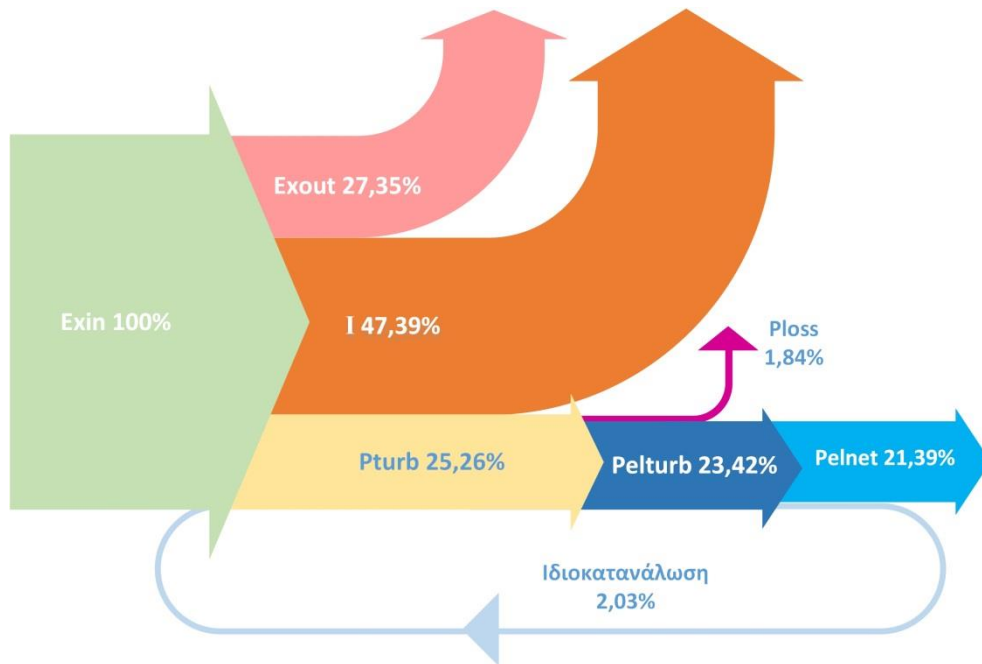 Exout 27,35%
Exin 100%
I 47,39%
Ploss
1,84%
Pturb 25,26%
Pelturb 23,42%
Pelnet 21,39%
Ιδιοκατανάλωση
2,03%